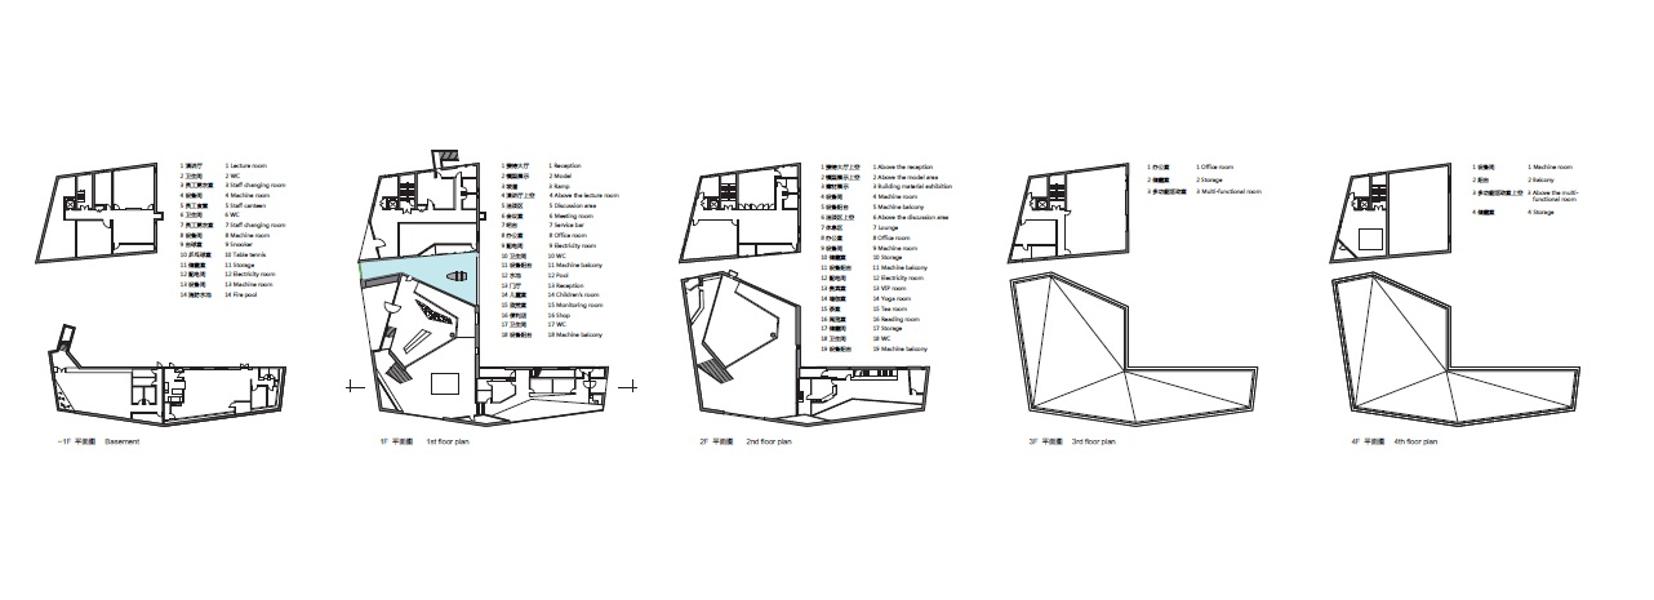 1 演讲厅 1 Lecture room
2 卫生间 2 WC
3 员工更衣室 3 Staff changing room
4 设备间 4 Machine room
5 员工食堂 5 Staff canteen
6 卫生间 6 WC
7 员工更衣室 7 Staff changing room
8 设备间 8 Machine room
9 台球室 9 Snooker
10 乒乓球室 10 Table tennis
11 储藏室 11 Storage
12 配电间 12 Electricity room
13 设备间 13 Machine room
14 消防水池 14 Fire pool
-1F 平面图 Basement
1 接待大厅 1 Reception
2 模型展示 2 Model
3 坡道 3 Ramp
4 演讲厅上空 4 Above the lecture room
5 洽谈区 5 Discussion area
6 会议室 6 Meeting room
7 吧台 7 Service bar
8 办公室 8 Office room
9 配电间 9 Electricity room
10 卫生间 10 WC
11 设备阳台 11 Machine balcony
12 水池 12 Pool
13 门厅 13 Reception
14 儿童室 14 Children's room
15 监控室 15 Monitoring room
16 便利店 16 Shop
17 卫生间 17 WC
18 设备阳台 18 Machine balcony
1F 平面图 1st floor plan
1 接待大厅上空 1 Above the reception
2 模型展示上空 2 Above the model area
3 建材展示 3 Building material exhibition
4 设备间 4 Machine room
5 设备阳台 5 Machine balcony
6 洽谈区上空 6 Above the discussion area
7 休息区 7 Lounge
8 办公室 8 Office room
9 设备间 9 Machine room
10 储藏室 10 Storage
11 设备阳台 11 Machine balcony
12 配电间 12 Electricity room
13 贵宾室 13 VIP room
14 瑜伽室 14 Yoga room
15 茶室 15 Tea room
16 阅览室 16 Reading room
17 储藏间 17 Storage
18 卫生间 18 WC
19 设备阳台 19 Machine balcony
2F 平面图 2nd floor plan
1 办公室 1 Office room
2 储藏室 2 Storage
3 多功能活动室 3 Multi-functional room
3F 平面图 3rd floor plan
1 设备间 1 Machine room
2 阳台 2 Balcony
3 多功能活动室上空 3 Above the multi-
functional room
4 储藏室 4 Storage
4F 平面图 4th floor plan